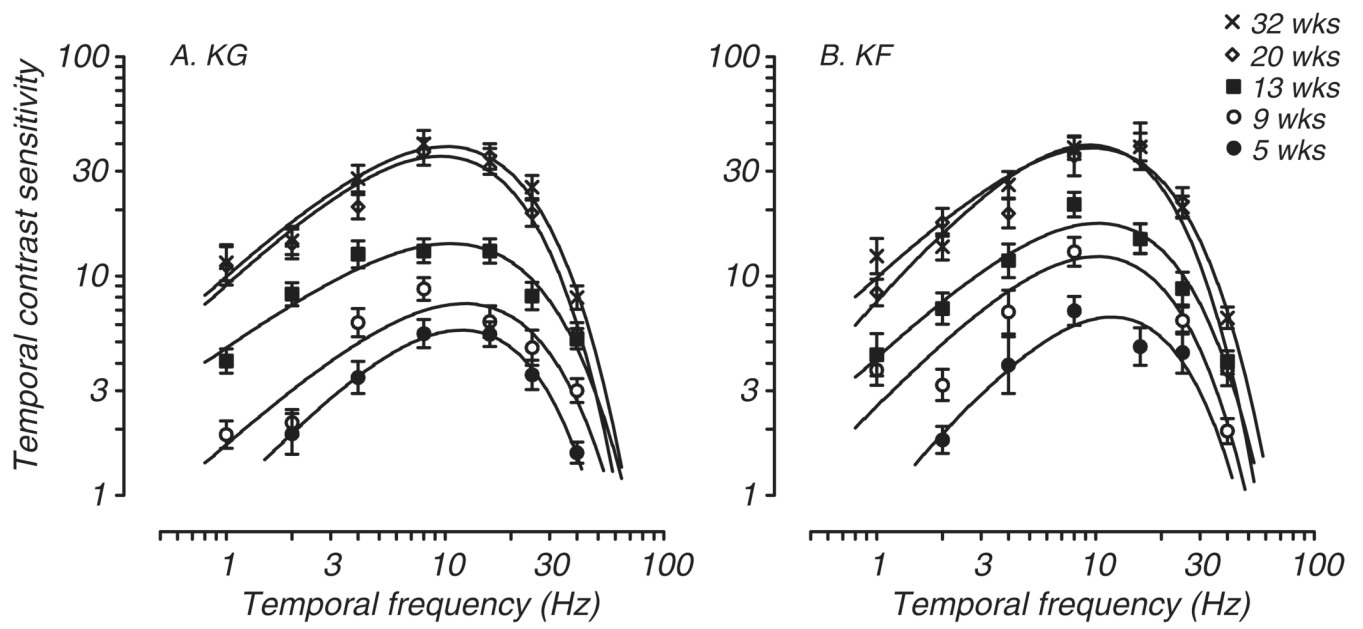 A. KG
B. KF
32 wks
20 wks
13 wks
9 wks
5 wks
Temporal contrast sensitivity
100
30
10
3
1
100
30
10
3
1
1 3 10 30 100
1 3 10 30 100
Temporal frequency (Hz)
Temporal frequency (Hz)